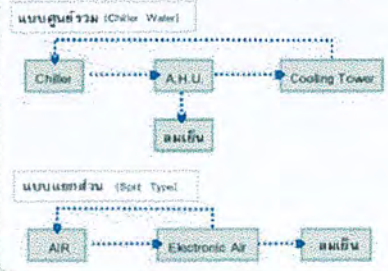 แบบศูนย์รวม (Chiller Water)
Chiller
A.H.U.
Cooling Tower
ลมเย็น
แบบแยกส่วน (Sprit Type)
AIR
Electronic Air
ลมเย็น